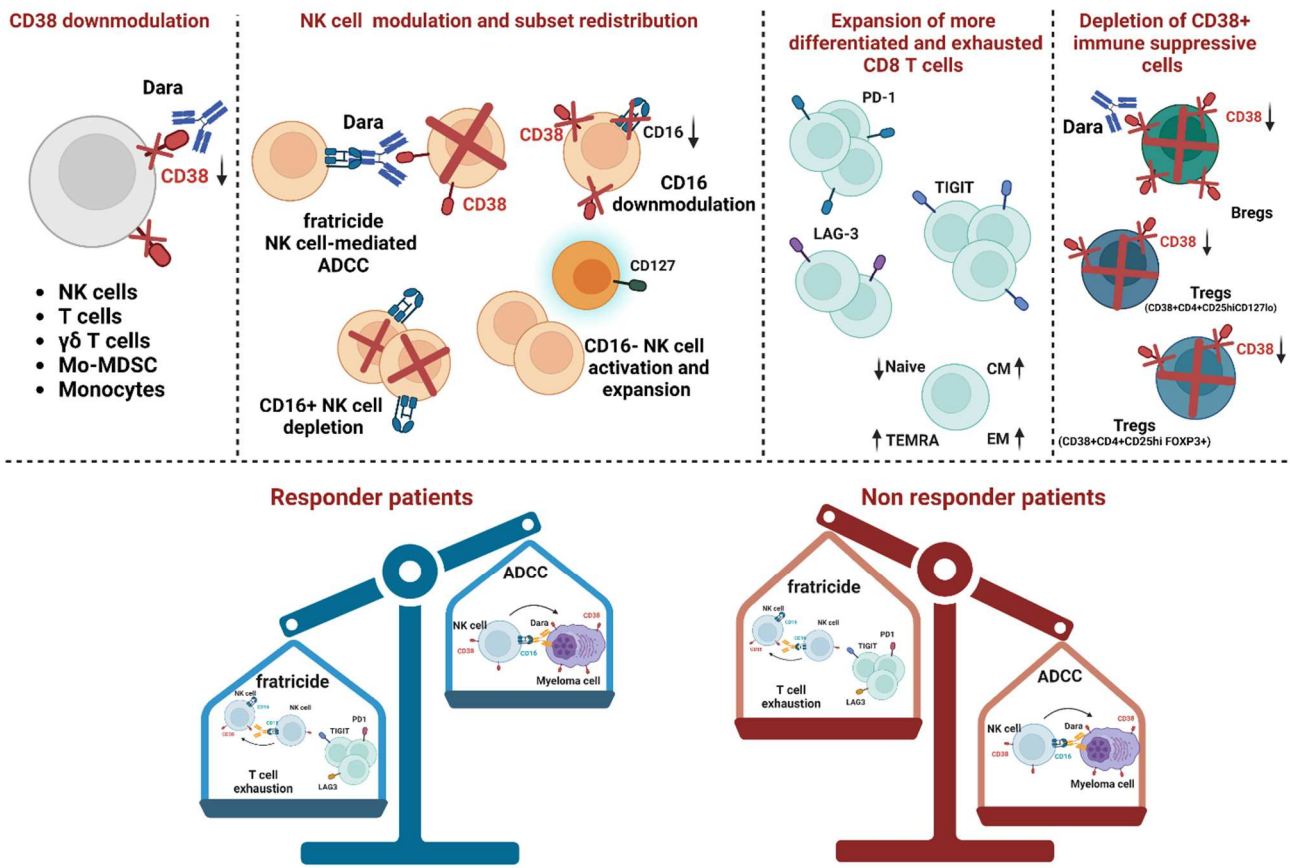 CD38 downmodulation
Dara
CD38
• NK cells
• T cells
• γδ T cells
• Mo-MDSC
• Monocytes
NK cell modulation and subset redistribution
Dara
CD38
fratricide
NK cell-mediated
ADCC
CD38
CD16
CD16
downmodulation
CD127
CD16+ NK cell
depletion
CD16- NK cell
activation and
expansion
Expansion of more
differentiated and exhausted
CD8 T cells
PD-1
TIGIT
LAG-3
Naive
CM
TEMRA
EM
Depletion of CD38+
immune suppressive
cells
Dara
CD38
Bregs
CD38
Tregs
(CD38+CD4+CD25hiCD127lo)
CD38
Tregs
(CD38+CD4+CD25hi FOXP3+)
Responder patients
fratricide
NK cell
CD16
CD38
CD16
NK cell
PD1
TIGIT
LAG3
T cell
exhaustion
ADCC
NK cell
CD38
Dara
CD16
CD38
Myeloma cell
Non responder patients
fratricide
NK cell
CD16
CD38
CD16
NK cell
PD1
TIGIT
LAG3
T cell
exhaustion
ADCC
NK cell
CD38
Dara
CD16
CD38
Myeloma cell